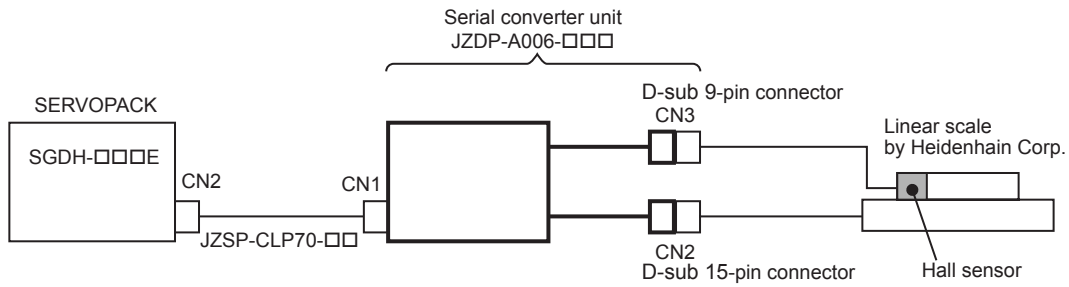 Serial converter unit
JZDP-A006-□□□
D-sub 9-pin connector
SERVOPACK
CN3
Linear scale
by Heidenhain Corp.
SGDH-□□□E
CN2
CN1
JZSP-CLP70-□□
CN2
D-sub 15-pin connector
Hall sensor